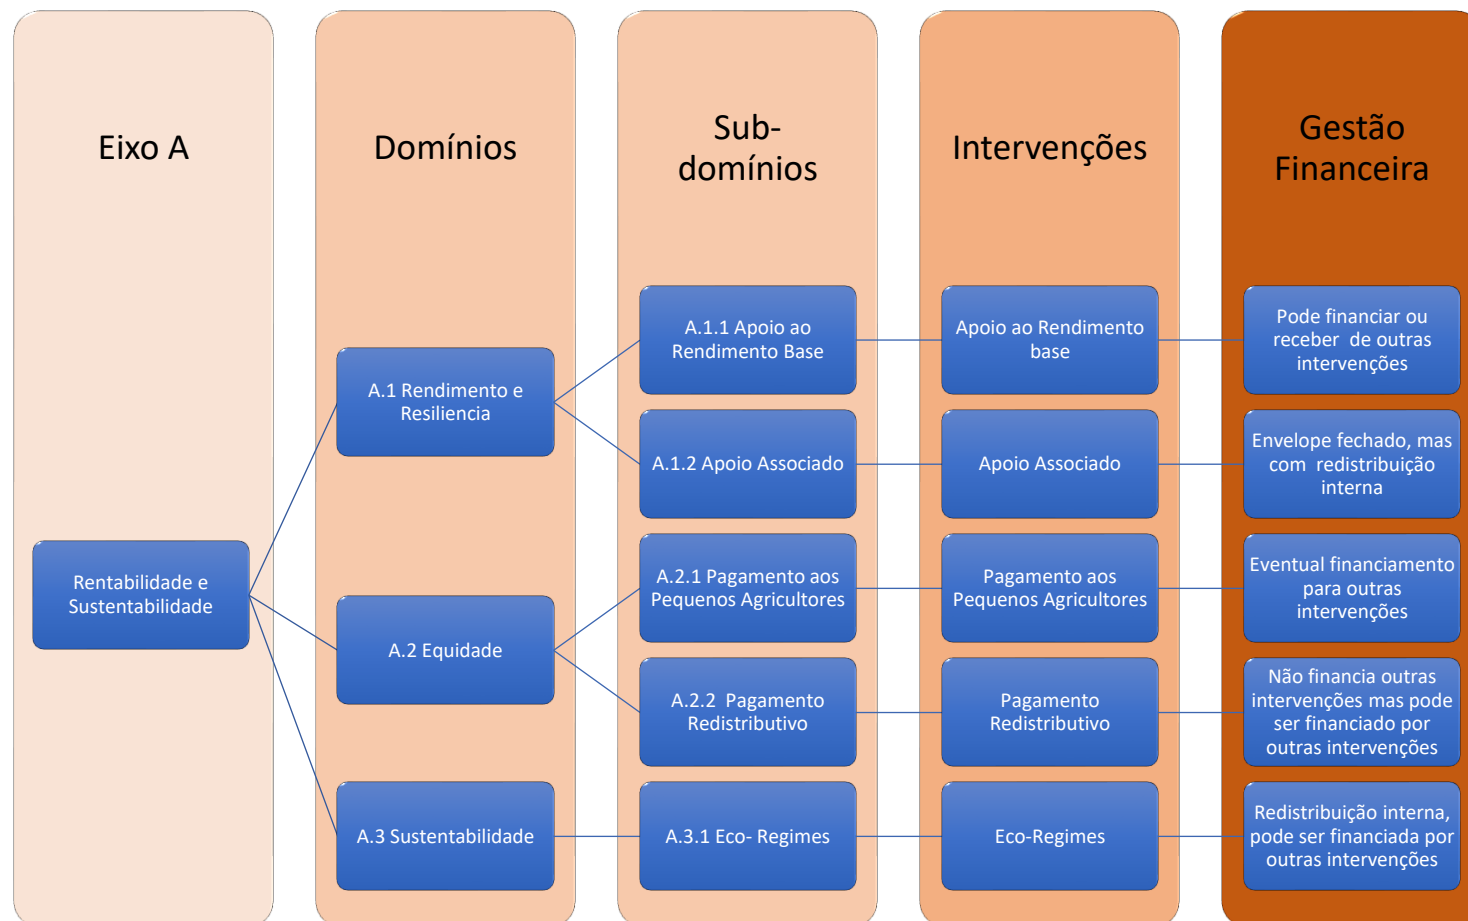 Eixo A
Domínios
Sub-
domínios
Intervenções
Gestão
Financeira
Rentabilidade e
Sustentabilidade
A.1 Rendimento e
Resiliencia
A.2 Equidade
A.3 Sustentabilidade
A.1.1 Apoio ao
Rendimento Base
A.1.2 Apoio Associado
A.2.1 Pagamento aos
Pequenos Agricultores
A.2.2  Pagamento
Redistributivo
A.3.1 Eco- Regimes
Apoio ao Rendimento
base
Apoio Associado
Pagamento aos
Pequenos Agricultores
Pagamento
Redistributivo
Eco-Regimes
Pode financiar ou
receber  de outras
intervenções
Envelope fechado, mas
com  redistribuição
interna
Eventual financiamento
para outras
intervenções
Não financia outras
intervenções mas pode
ser financiado por
outras intervenções
Redistribuição interna,
pode ser financiada por
outras intervenções